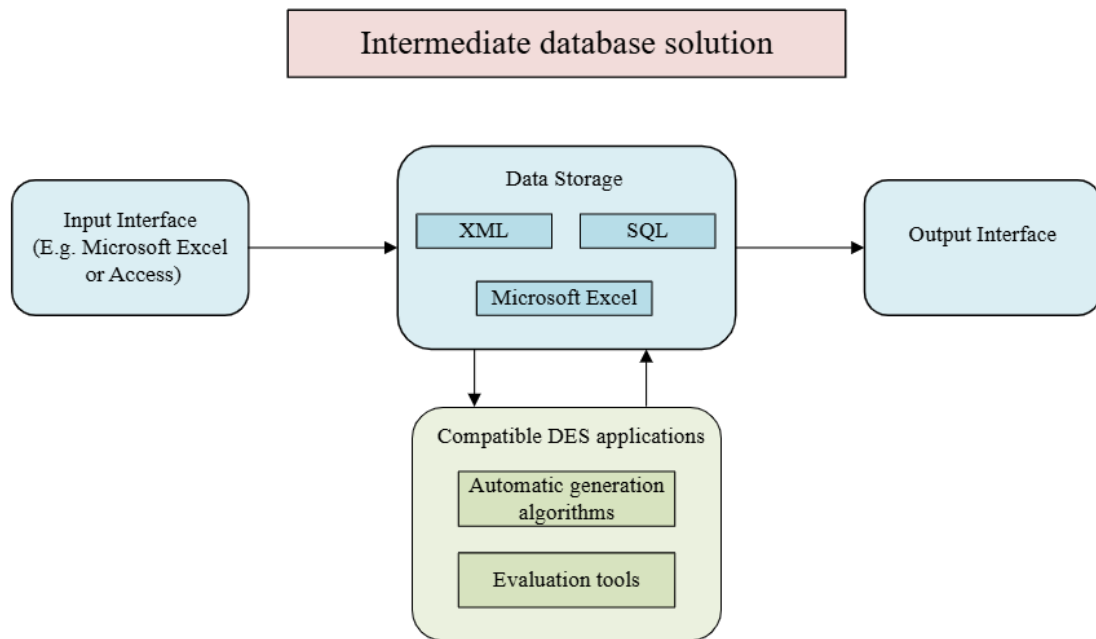 Intermediate database solution
Input Interface
(E.g. Microsoft Excel
or Access)
Data Storage
XML
SQL
Microsoft Excel
Output Interface
Compatible DES applications
Automatic generation
algorithms
Evaluation tools